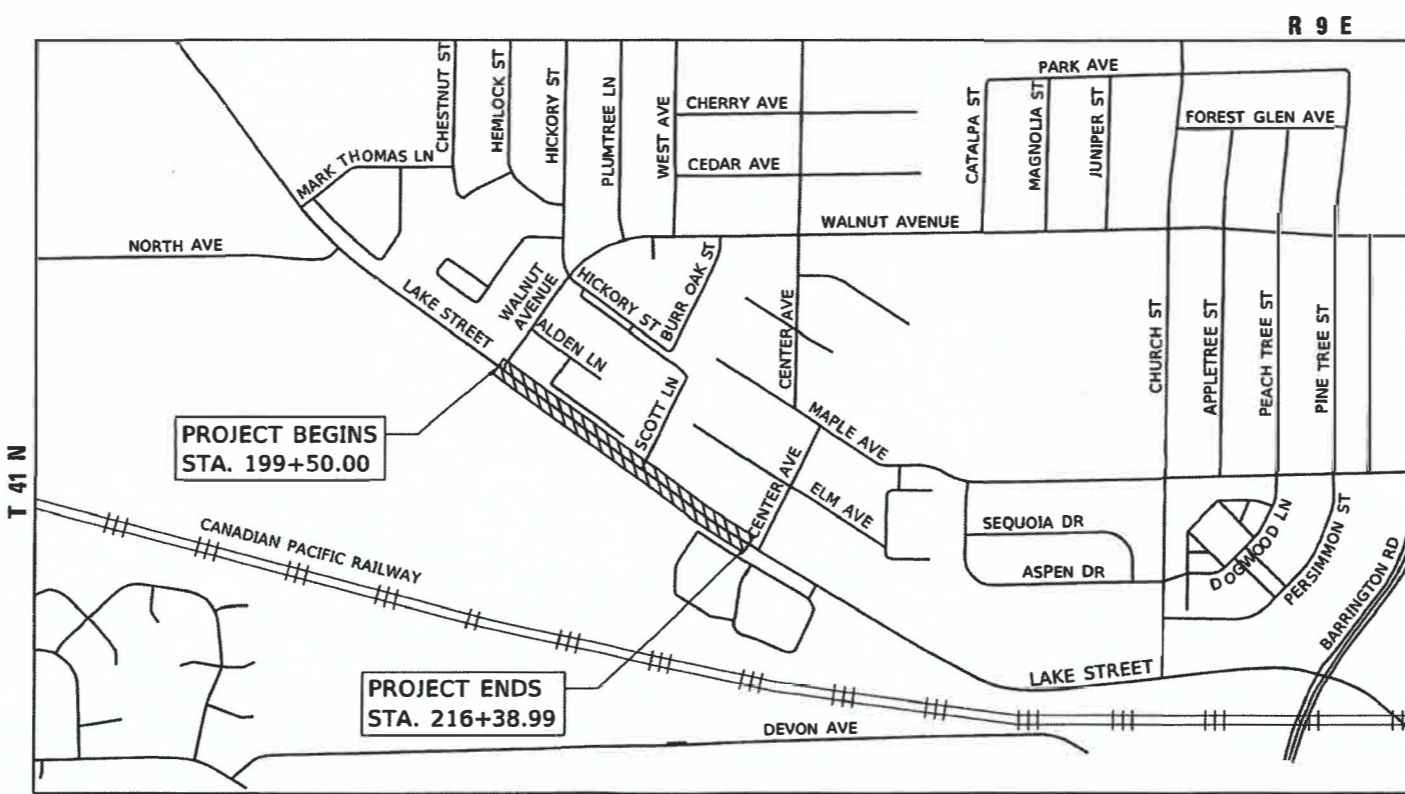 R 9 E
CHESTNUT ST
HEMLOCK ST
HICKORY ST
PLUMTREE LN
WEST AVE
CHERRY AVE
CEDAR AVE
PARK AVE
CATALPA ST
MAGNOLIA ST
JUNIPER ST
FOREST GLEN AVE
MARK THOMAS LN
WALNUT AVENUE
NORTH AVE
LAKE STREET
WALNUT
AVENUE
HICKORY ST
BURR OAK ST
ALDEN LN
SCOTT LN
CENTER AVE
MAPLE AVE
CHURCH ST
APPLETREE ST
PEACH TREE ST
PINE TREE ST
PROJECT BEGINS
STA. 199+50.00
T 41 N
CENTER AVE
ELM AVE
SEQUOIA DR
ASPEN DR
DOGWOOD LN
PERSIMMON ST
BARRINGTON RD
CANADIAN PACIFIC RAILWAY
PROJECT ENDS
STA. 216+38.99
LAKE STREET
DEVON AVE